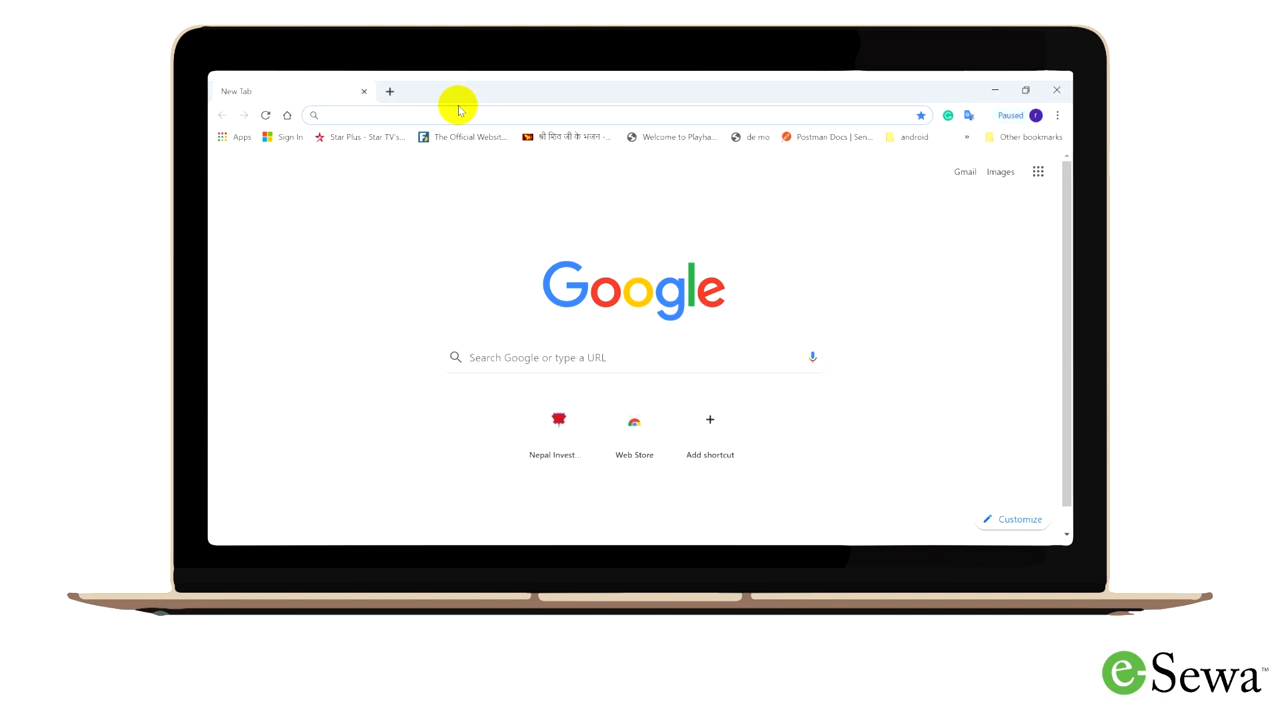 New Tab
Paused r
Apps Sign In Star Plus - Star TV's... The Official Websit... श्री शिव जी के भजन -... Welcome to Playha... de mo Postman Docs | Sen... android » Other bookmarks
Gmail Images
Google
Search Google or type a URL
Nepal Invest... Web Store Add shortcut
Customize
e-Sewa™